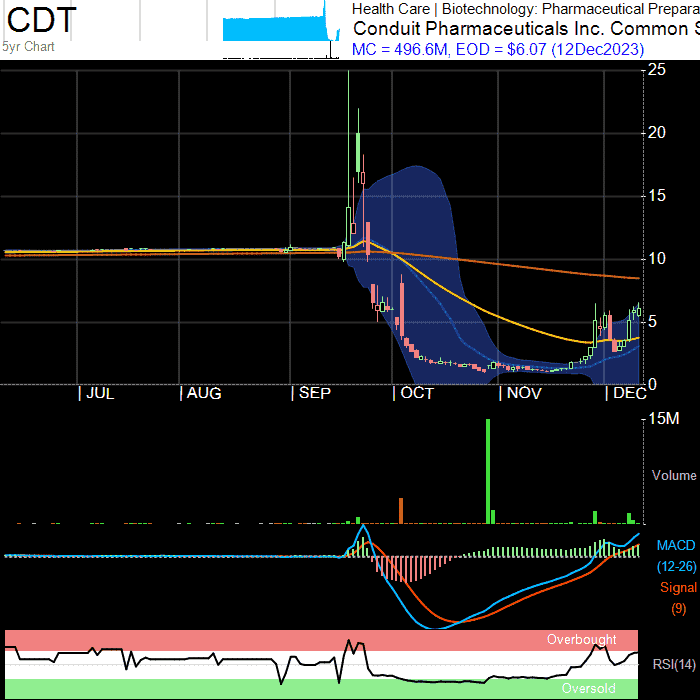 CDT
5yr Chart
Health Care | Biotechnology: Pharmaceutical Prepara
Conduit Pharmaceuticals Inc. Common S
MC = 496.6M, EOD = $6.07 (12Dec2023)
25
20
15
10
5
0
| JUL | AUG | SEP | OCT | NOV | DEC
15M
Volume
MACD
(12-26)
Signal
(9)
Overbought
RSI(14)
Oversold